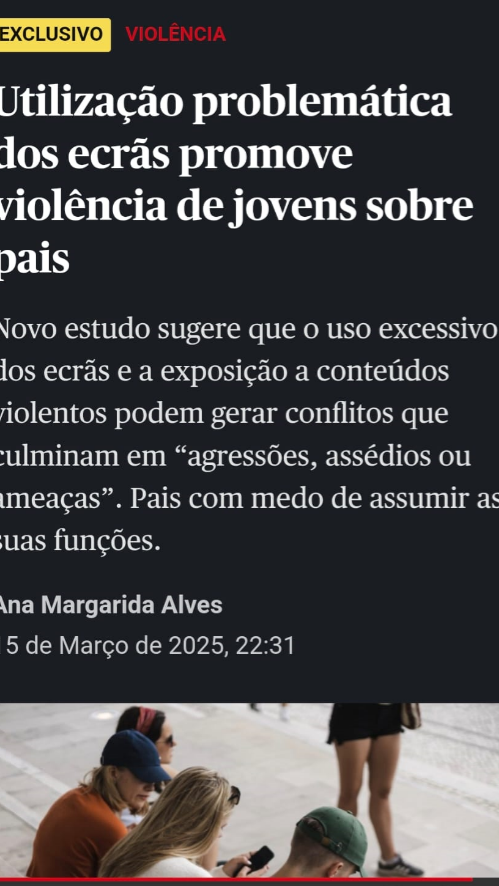 EXCLUSIVO VIOLÊNCIA
Utilização problemática
dos ecrãs promove
violência de jovens sobre
pais
Novo estudo sugere que o uso excessivo
dos ecrãs e a exposição a conteúdos
violentos podem gerar conflitos que
culminam em “agressões, assédios ou
ameaças”. Pais com medo de assumir as
suas funções.
Ana Margarida Alves
15 de Março de 2025, 22:31